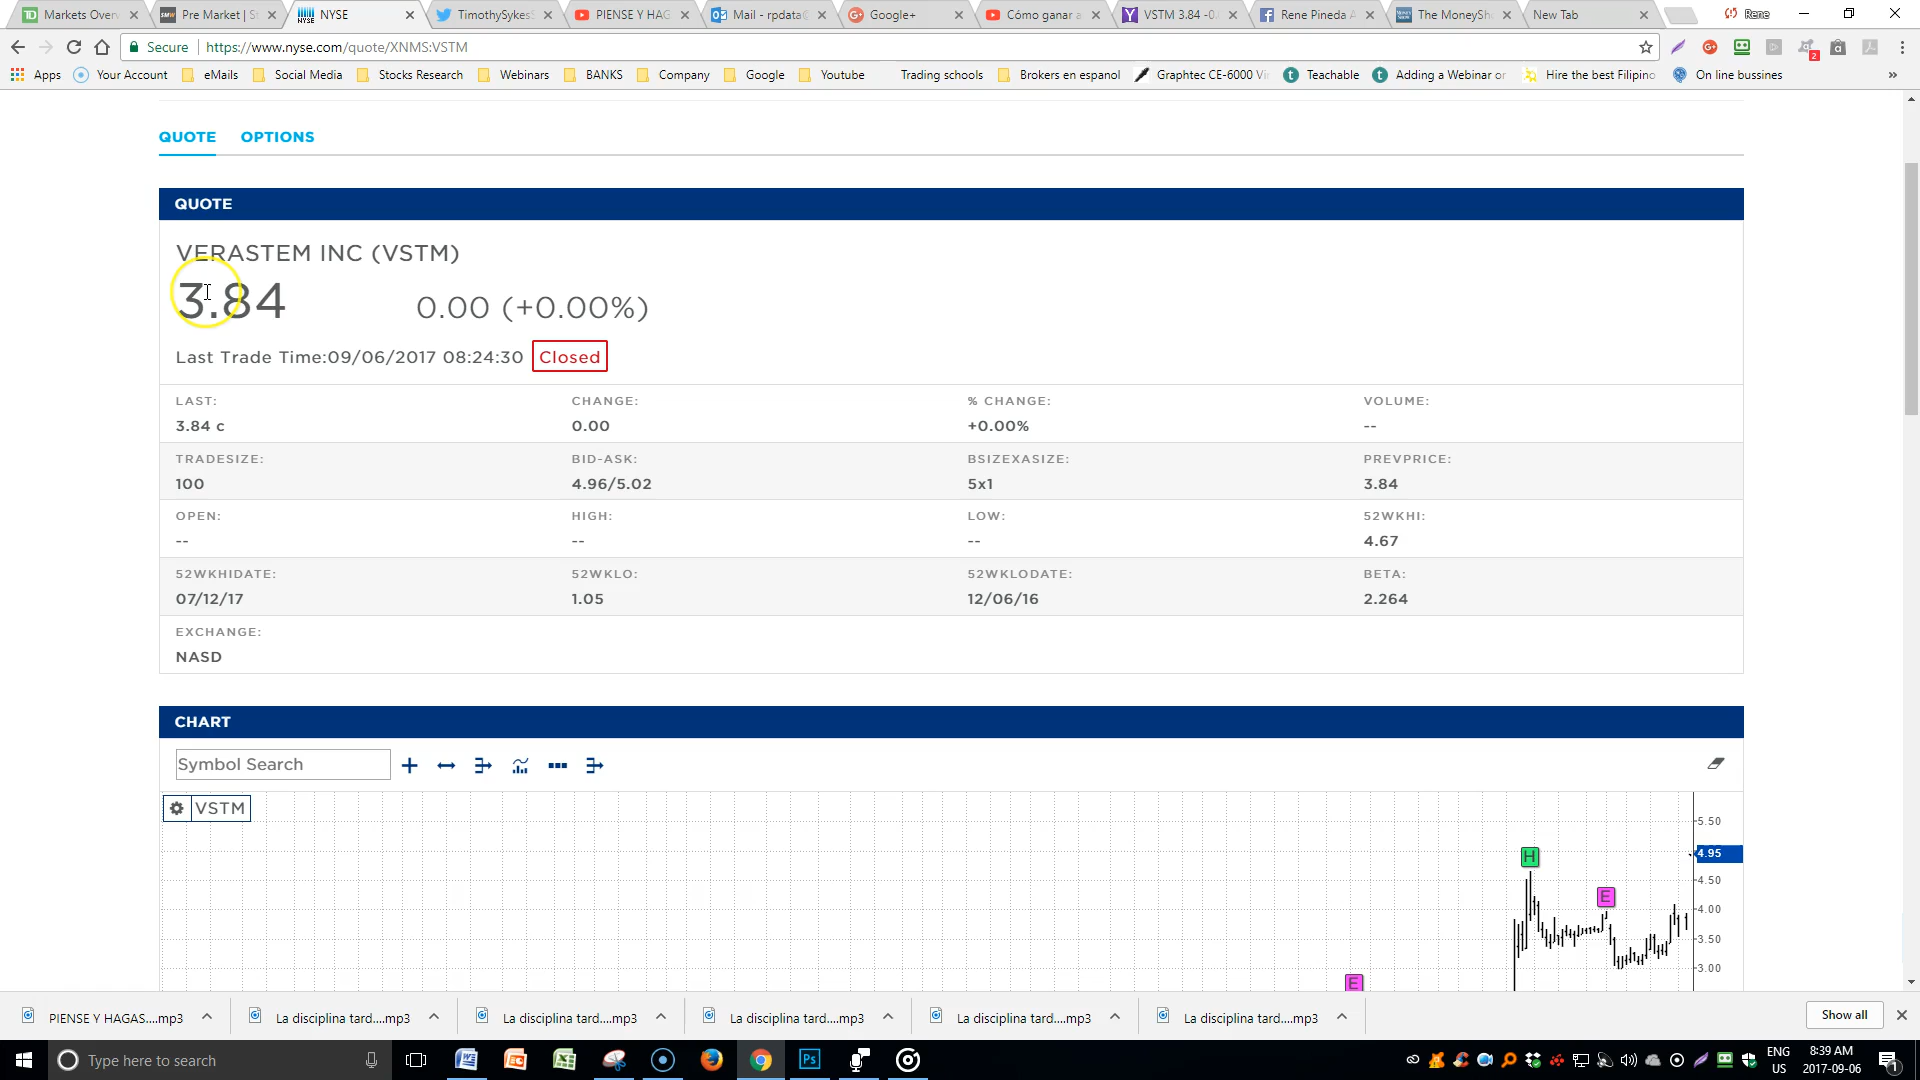 Markets Over
Pre Market | St
NYSE
TimothySykesS
PIENSE Y HAG
Mail - rpdata@
Google+
Cómo ganar a
VSTM 3.84 -0.
Rene Pineda A
The MoneySh
New Tab
Rene
Secure https://www.nyse.com/quote/XNMS:VSTM
Apps Your Account eMails Social Media Stocks Research Webinars BANKS Company Google Youtube Trading schools Brokers en espanol Graphtec CE-6000 Vi Teachable Adding a Webinar or Hire the best Filipino On line bussines »
QUOTE OPTIONS
QUOTE
VERASTEM INC (VSTM)
3.84 0.00 (+0.00%)
Last Trade Time:09/06/2017 08:24:30 Closed
LAST: CHANGE: % CHANGE: VOLUME:
3.84 c 0.00 +0.00% --
TRADESIZE: BID-ASK: BSIZEXASIZE: PREVPRICE:
100 4.96/5.02 5x1 3.84
OPEN: HIGH: LOW: 52WKHI:
-- -- -- 4.67
52WKHIDATE: 52WKLO: 52WKLODATE: BETA:
07/12/17 1.05 12/06/16 2.264
EXCHANGE:
NASD
CHART
Symbol Search
VSTM
5.50
H
4.95
4.50
E
4.00
3.50
3.00
E
PIENSE Y HAGAS....mp3 La disciplina tard....mp3 La disciplina tard....mp3 La disciplina tard....mp3 La disciplina tard....mp3 La disciplina tard....mp3 Show all
Type here to search
ENG 8:39 AM
US 2017-09-06